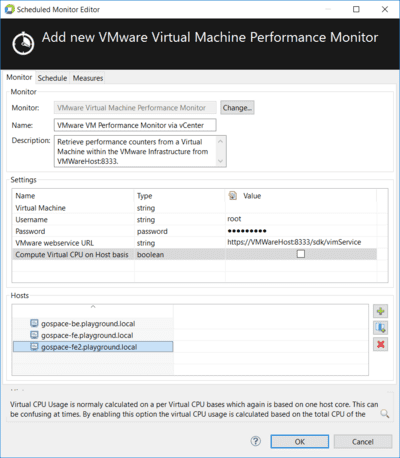 Scheduled Monitor Editor
Add new VMware Virtual Machine Performance Monitor
Monitor Schedule Measures
Monitor
Monitor: VMware Virtual Machine Performance Monitor Change...
Name: VMware VM Performance Monitor via vCenter
Description: Retrieve performance counters from a Virtual
Machine within the VMware Infrastructure from
VMWareHost:8333.
Settings
Name Type Value
Virtual Machine string
Username string root
Password password ●●●●●●●●●
VMware webservice URL string https://VMWareHost:8333/sdk/vimService
Compute Virtual CPU on Host basis boolean
Hosts
gospace-be.playground.local
gospace-fe.playground.local
gospace-fe2.playground.local
Virtual CPU Usage is normaly calculated on a per Virtual CPU bases which again is based on one host core. This can
be confusing at times. By enabling this option the virtual CPU usage is calculated based on the total CPU of the
OK Cancel